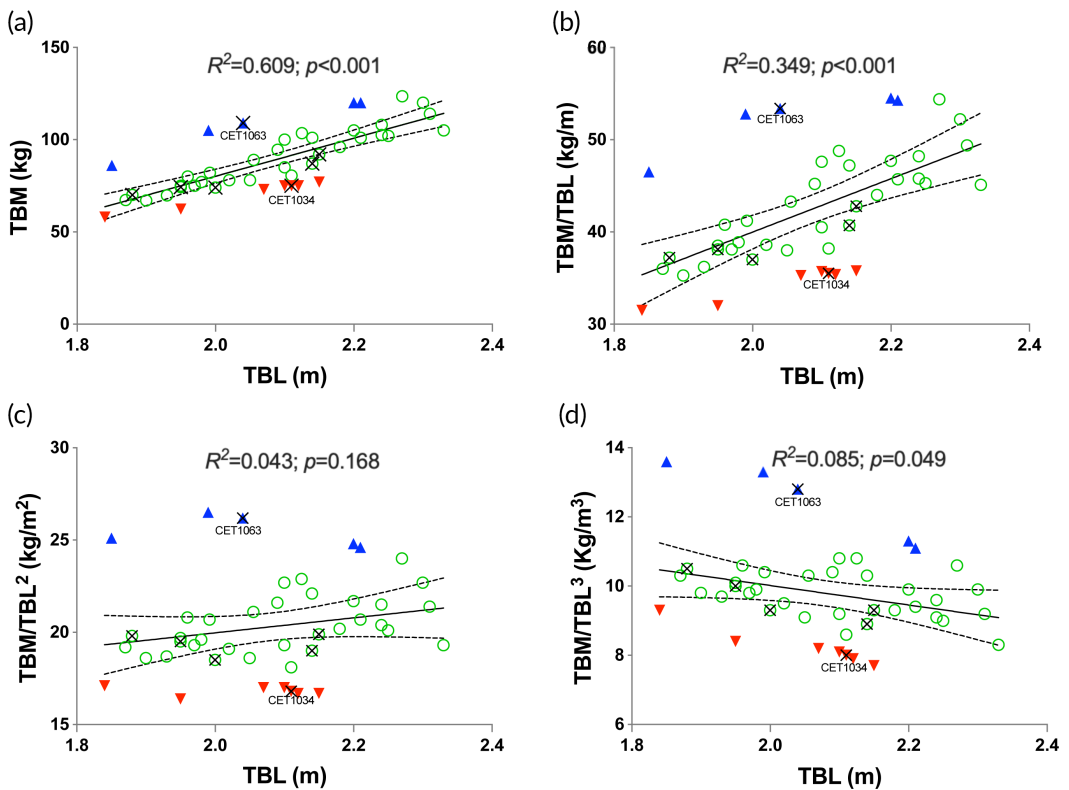 (a)
R²=0.609; p<0.001
150
100
50
0
TBM (kg)
CET1063
CET1034
1.8 2.0 2.2 2.4
TBL (m)
(b)
R²=0.349; p<0.001
60
50
40
30
TBM/TBL (kg/m)
CET1063
CET1034
1.8 2.0 2.2 2.4
TBL (m)
(c)
R²=0.043; p=0.168
30
25
20
15
TBM/TBL² (kg/m²)
CET1063
CET1034
1.8 2.0 2.2 2.4
TBL (m)
(d)
R²=0.085; p=0.049
14
12
10
8
6
TBM/TBL³ (Kg/m³)
CET1063
CET1034
1.8 2.0 2.2 2.4
TBL (m)